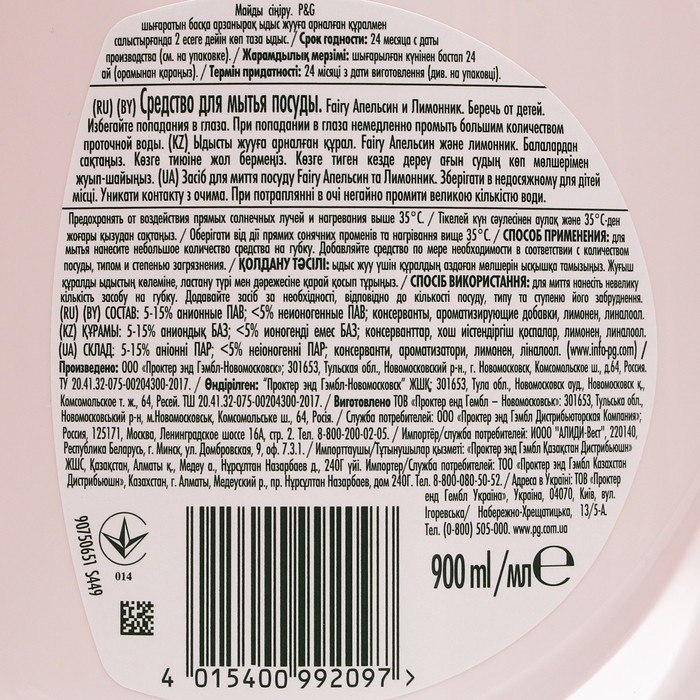 Майды сіңіру. P&G
шығаратын басқа арзанырақ ыдыс жууға арналған құралмен
салыстырғанда 2 есеге дейін көп таза ыдыс. / Срок годности: 24 месяца с даты
производства (см. на упаковке). / Жарамдылық мерзімі: шығарылған күнінен бастап 24
ай (орамынан қараңыз). / Термін придатності: 24 місяці з дати виготовлення (див. на упаковці).
(RU) (BY) Средство для мытья посуды. Fairy Апельсин и Лимонник. Беречь от детей.
Избегайте попадания в глаза. При попадании в глаза немедленно промыть большим количеством
проточной воды. (KZ) Ыдысты жууға арналған құрал. Fairy Апельсин және лимонник. Балалардан
сақтаңыз. Көзге тиюіне жол бермеңіз. Көзге тиген кезде дереу ағын судың көп мөлшерімен
жуып-шайыңыз. (UA) Засіб для миття посуду Fairy Апельсин та Лимонник. Зберігати в недосяжному для дітей
місці. Уникати контакту з очима. При потраплянні в очі негайно промити великою кількістю води.
Предохранять от воздействия прямых солнечных лучей и нагревания выше 35°С. / Тікелей күн сәулесінен аулақ және 35°С-ден
жоғары қызудан сақтаңыз. / Оберігати від дії прямих сонячних променів та нагрівання вище 35°С. / СПОСОБ ПРИМЕНЕНИЯ: для
мытья нанесите небольшое количество средства на губку. Добавляйте средство по мере необходимости в соответствии с количеством
посуды, типом и степенью загрязнения. / ҚОЛДАНУ ТӘСІЛІ: ыдыс жуу үшін құралдың аздаған мөлшерін ысқышқа тамызыңыз. Жуғыш
құралды ыдыстың көлеміне, ластану түрі мен дәрежесіне қарай қосып тұрыңыз. / СПОСІБ ВИКОРИСТАННЯ: для миття нанесіть невелику
кількість засобу на губку. Додавайте засіб за необхідності, відповідно до кількості посуду, типу та ступеню його забруднення.
(RU) (BY) СОСТАВ: 5-15% анионные ПАВ; <5% неионогенные ПАВ; консерванты, ароматизирующие добавки, лимонен, линалоол.
(KZ) ҚҰРАМЫ: 5-15% аниондық БАЗ; <5% ионогенді емес БАЗ; консерванттар, хош иістендіргіш қоспалар, лимонен, линалоол.
(UA) СКЛАД: 5-15% аніонні ПАР; <5% неіогенні ПАР; консерванти, ароматизатори, лимонен, ліналоол. (www.info-pg.com) /
Произведено: ООО «Проктер энд Гэмбл-Новомосковск»; 301653, Тульская обл., Новомосковский р-н, г. Новомосковск, Комсомольское ш., д.64, Россия.
ТУ 20.41.32-075-00204300-2017. / Өндірілген: "Проктер энд Гэмбл-Новомосковск" ЖШҚ; 301653, Тула обл., Новомосковск ауд., Новомосковск қ.,
Комсомольское т. ж., 64, Ресей. ТШ 20.41.32-075-00204300-2017. / Виготовлено ТОВ «Проктер енд Гембл – Новомосковськ»: 301653, Тульська обл.,
Новомосковський р-н, м.Новомосковськ, Комсомольське ш., 64, Росія. / Служба потребителей: ООО «Проктер энд Гэмбл Дистрибьюторская Компания»;
Россия, 125171, Москва, Ленинградское шоссе 16А, стр. 2. Тел. 8-800-200-02-05. / Импортёр/служба потребителей: ИООО "АЛИДИ-Вест", 220140,
Республика Беларусь, г. Минск, ул. Домбровская, 9, оф. 7.3.1. / Импорттаушы/Тұтынушылар қызметі: «Проктер энд Гэмбл Қазақстан Дистрибьюшн»
ЖШС, Қазақстан, Алматы қ., Медеу а., Нұрсұлтан Назарбаев д., 240Г үйі. Импортер/Служба потребителей: ТОО «Проктер энд Гэмбл Казахстан
Дистрибьюшн», Казахстан, г. Алматы, Медеуский р., пр. Нұрсұлтан Назарбаев, дом 240Г. Тел. 8-800-080-50-52. / Адреса в Україні: ТОВ «Проктер
енд Гембл Україна», Україна, 04070, Київ, вул.
Ігоревська/ Набережно-Хрещатицька, 13/5-А.
Тел. (0-800) 505-000. www.pg.com.ua
90750651 SA49
014
900 ml/мл℮
4 015400 992097 >